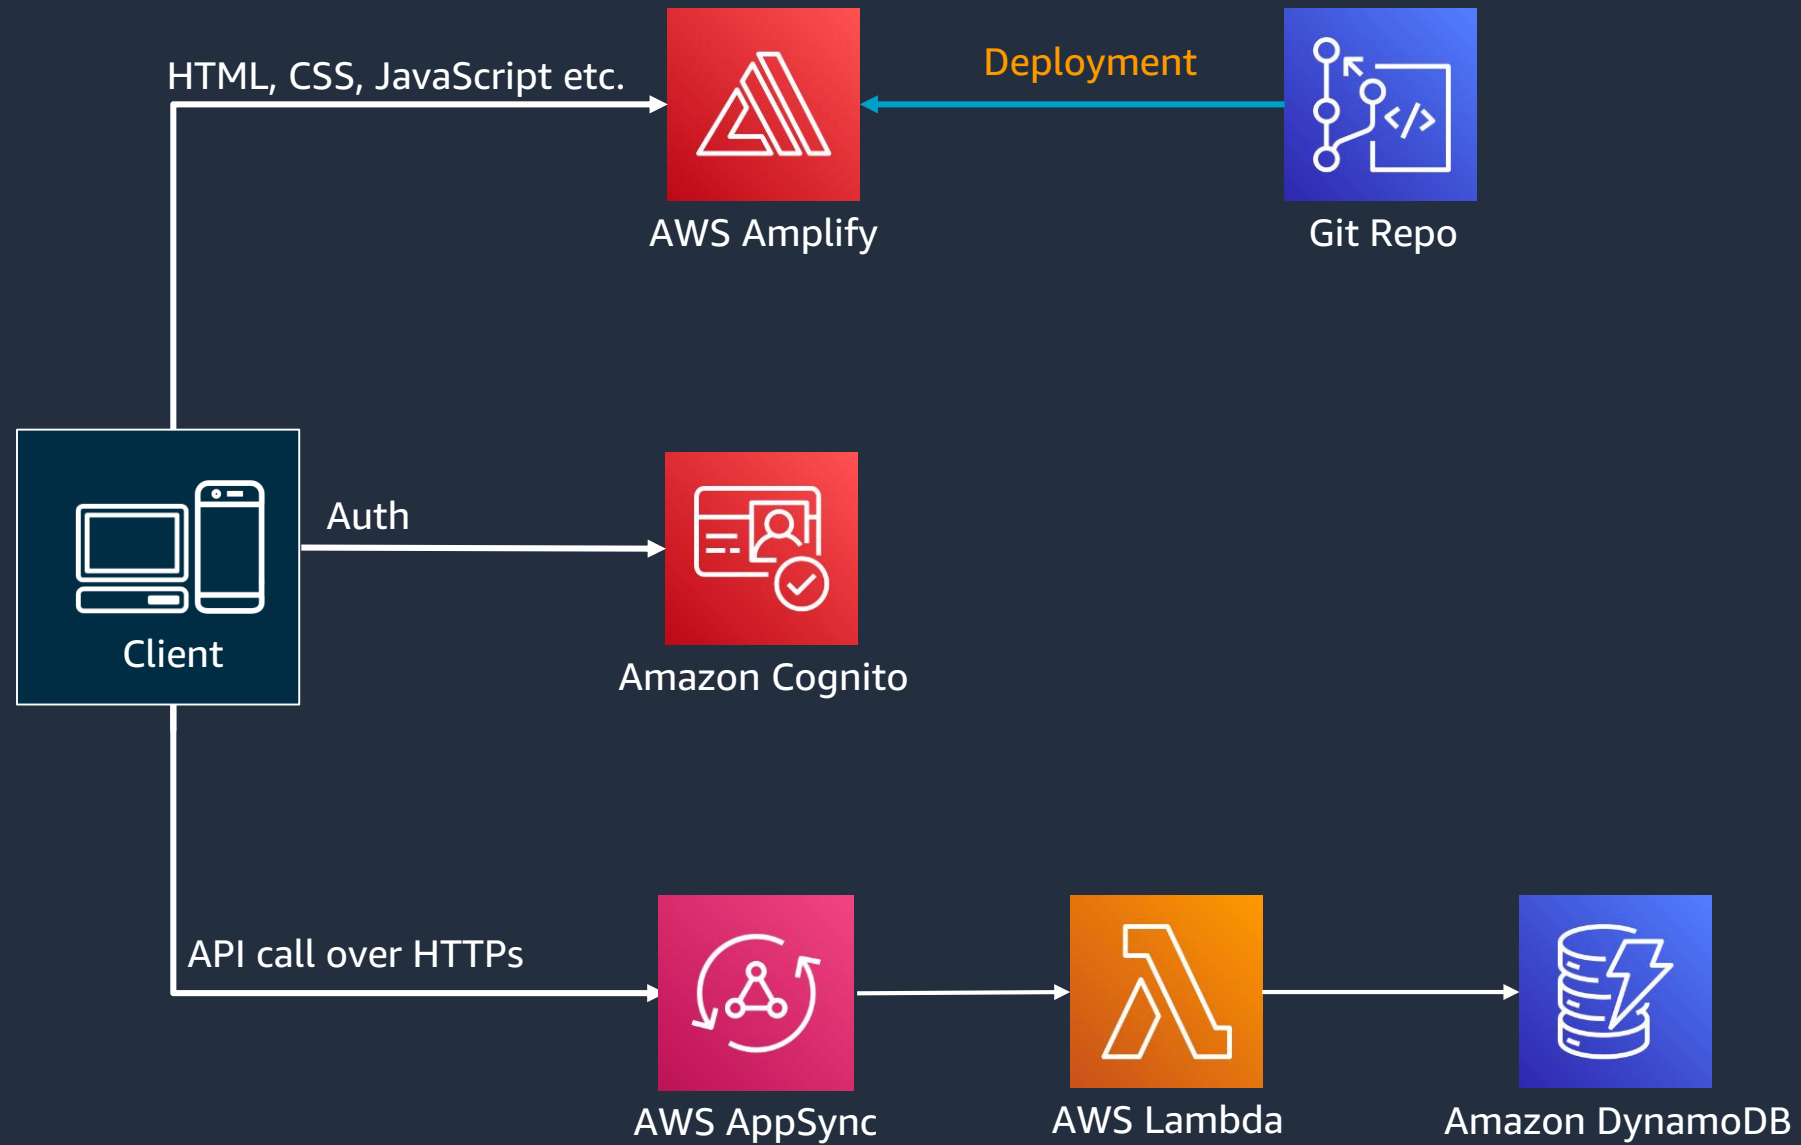 HTML, CSS, JavaScript etc.
Deployment
AWS Amplify
Git Repo
Auth
Client
Amazon Cognito
API call over HTTPs
AWS AppSync
AWS Lambda
Amazon DynamoDB